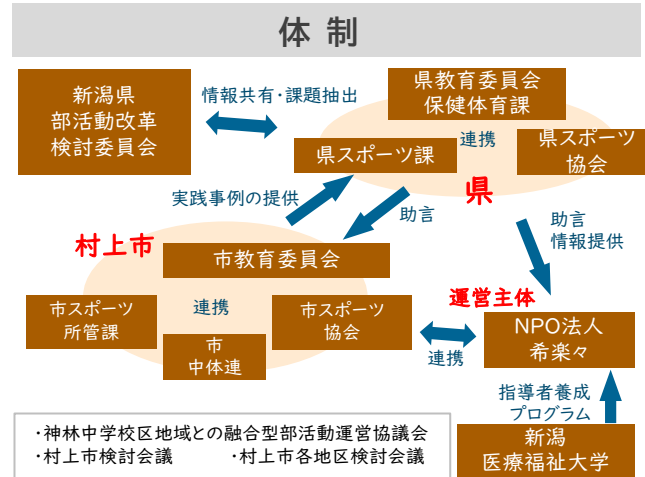 体制
新潟県
部活動改革
検討委員会
情報共有・課題抽出
県教育委員会
保健体育課
連携
県スポーツ課
県スポーツ
協会
県
実践事例の提供
助言
助言
情報提供
村上市
市教育委員会
市スポーツ
所管課
連携
市スポーツ
協会
市
中体連
運営主体
NPO法人
希楽々
連携
指導者養成
プログラム
新潟
医療福祉大学
・神林中学校区地域との融合型部活動運営協議会
・村上市検討会議 ・村上市各地区検討会議